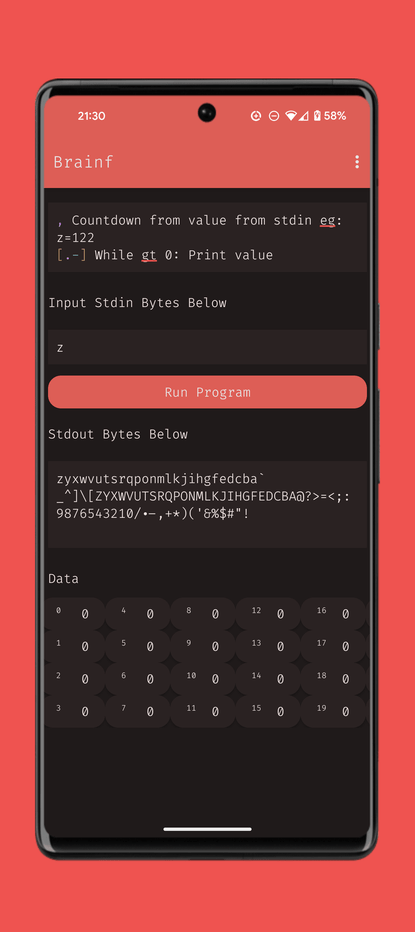 21:30 58%
Brainf
, Countdown from value from stdin eg:
z=122
[.-] While gt 0: Print value
Input Stdin Bytes Below
z
Run Program
Stdout Bytes Below
zyxwvutsrqponmlkjihgfedcba`
_^]\[ZYXWVUTSRQPONMLKJIHGFEDCBA@?>=<;:
9876543210/•-,+*)('&%$#"!
Data
0 0 4 0 8 0 12 0 16 0
1 0 5 0 9 0 13 0 17 0
2 0 6 0 10 0 14 0 18 0
3 0 7 0 11 0 15 0 19 0